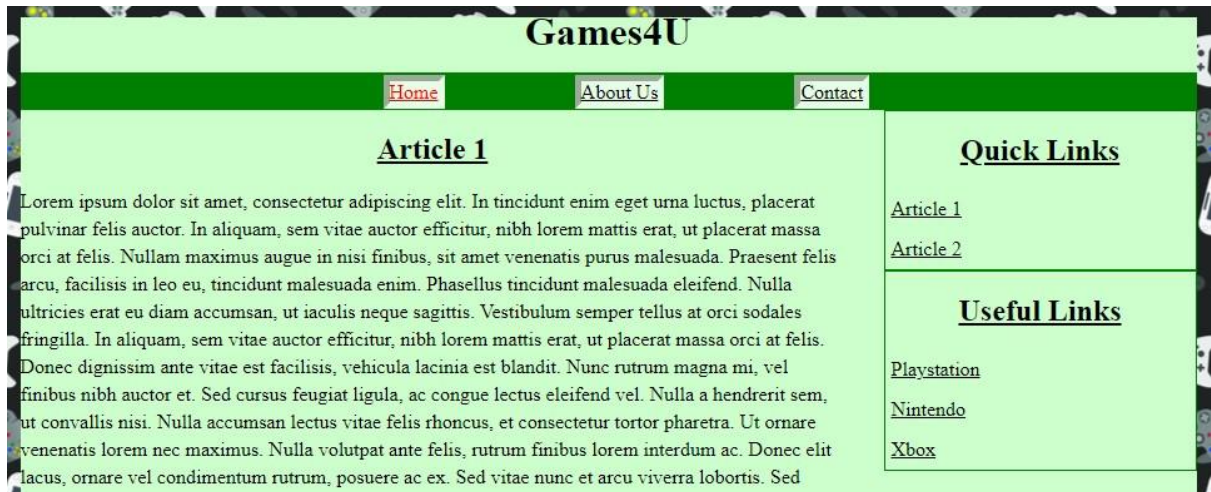 Games4U
Home About Us Contact
Article 1
Lorem ipsum dolor sit amet, consectetur adipiscing elit. In tincidunt enim eget urna luctus, placerat
pulvinar felis auctor. In aliquam, sem vitae auctor efficitur, nibh lorem mattis erat, ut placerat massa
orci at felis. Nullam maximus augue in nisi finibus, sit amet venenatis purus malesuada. Praesent felis
arcu, facilisis in leo eu, tincidunt malesuada enim. Phasellus tincidunt malesuada eleifend. Nulla
ultricies erat eu diam accumsan, ut iaculis neque sagittis. Vestibulum semper tellus at orci sodales
fringilla. In aliquam, sem vitae auctor efficitur, nibh lorem mattis erat, ut placerat massa orci at felis.
Donec dignissim ante vitae est facilisis, vehicula lacinia est blandit. Nunc rutrum magna mi, vel
finibus nibh auctor et. Sed cursus feugiat ligula, ac congue lectus eleifend vel. Nulla a hendrerit sem,
ut convallis nisi. Nulla accumsan lectus vitae felis rhoncus, et consectetur tortor pharetra. Ut ornare
venenatis lorem nec maximus. Nulla volutpat ante felis, rutrum finibus lorem interdum ac. Donec elit
lacus, ornare vel condimentum rutrum, posuere ac ex. Sed vitae nunc et arcu viverra lobortis. Sed
Quick Links
Article 1
Article 2
Useful Links
Playstation
Nintendo
Xbox